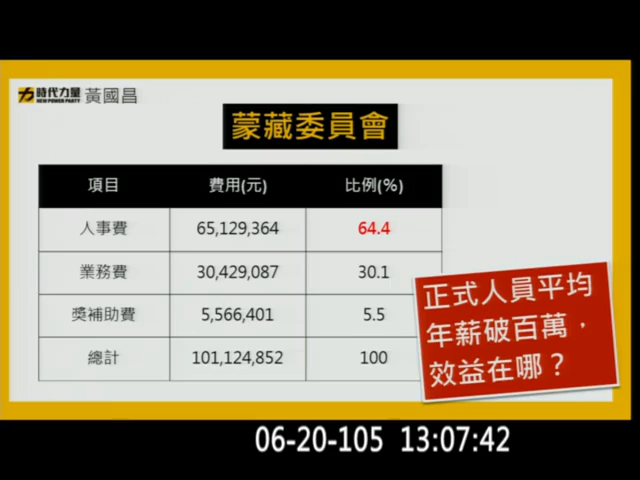 力 時代力量 黃國昌
NEW POWER PARTY
蒙藏委員會
項目 費用(元) 比例(%)
人事費 65,129,364 64.4
業務費 30,429,087 30.1
獎補助費 5,566,401 5.5
總計 101,124,852 100
正式人員平均
年薪破百萬，
效益在哪？
06-20-105 13:07:42